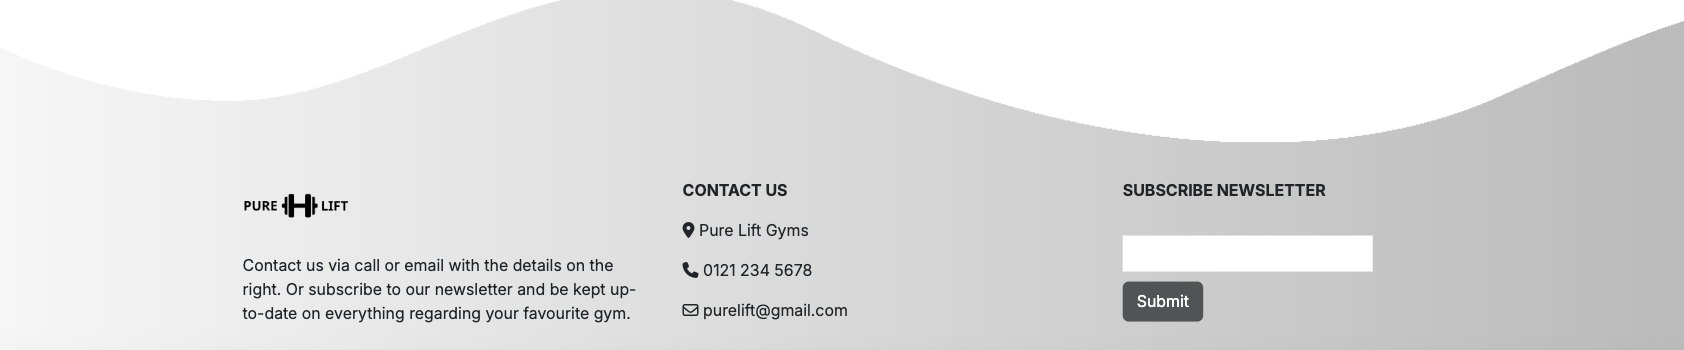 PURE LIFT
Contact us via call or email with the details on the
right. Or subscribe to our newsletter and be kept up-
to-date on everything regarding your favourite gym.
CONTACT US
Pure Lift Gyms
0121 234 5678
purelift@gmail.com
SUBSCRIBE NEWSLETTER
Submit